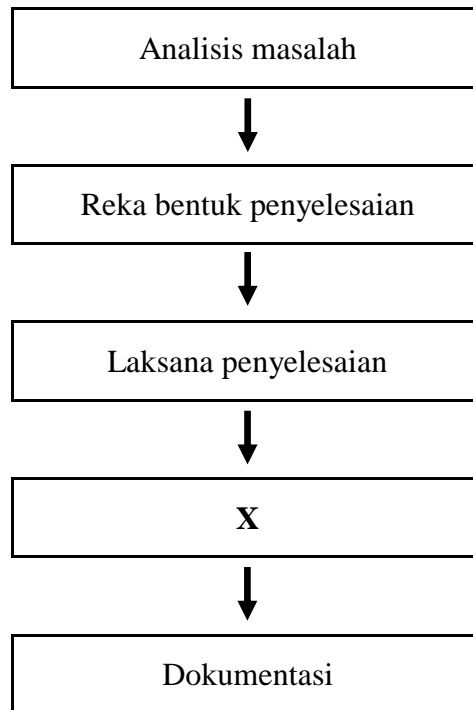 Analisis masalah
Reka bentuk penyelesaian
Laksana penyelesaian
X
Dokumentasi